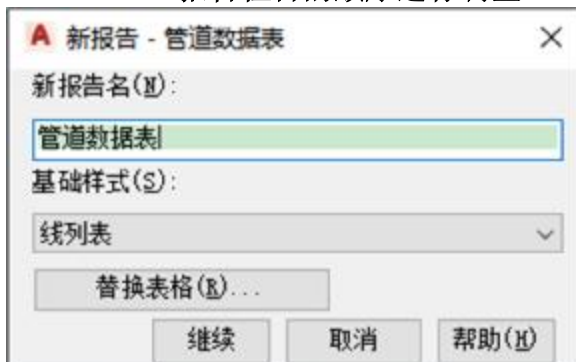 新报告 - 管道数据表
新报告名(N):
管道数据表
基础样式(S):
线列表
替换表格(R)...
继续 取消 帮助(H)